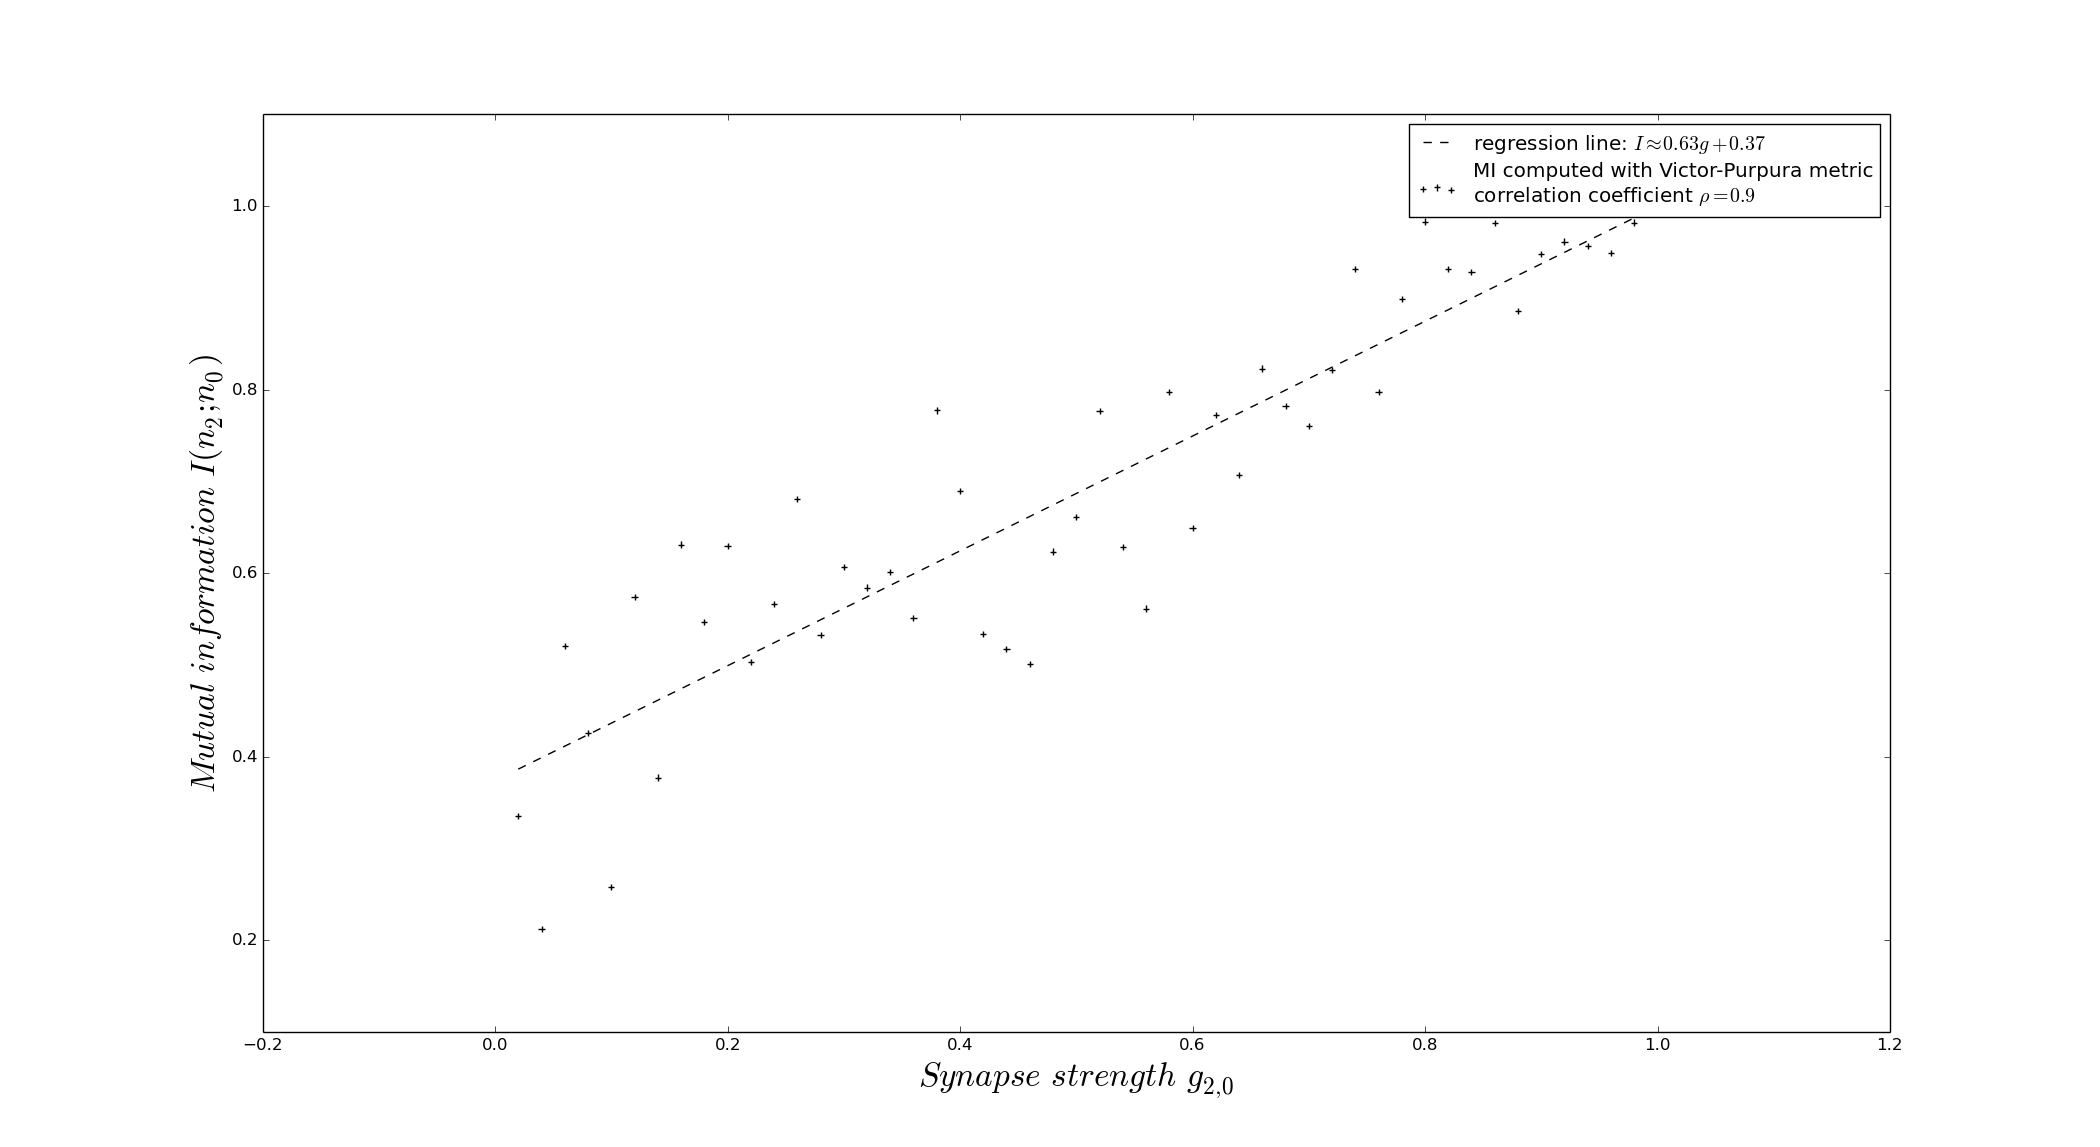 regression line: I≈0.63g+0.37
MI computed with Victor-Purpura metric
correlation coefficient ρ=0.9
1.0
0.8
0.6
0.4
0.2
Mutual information I(n₂;n₀)
−0.2 0.0 0.2 0.4 0.6 0.8 1.0 1.2
Synapse strength g₂,₀